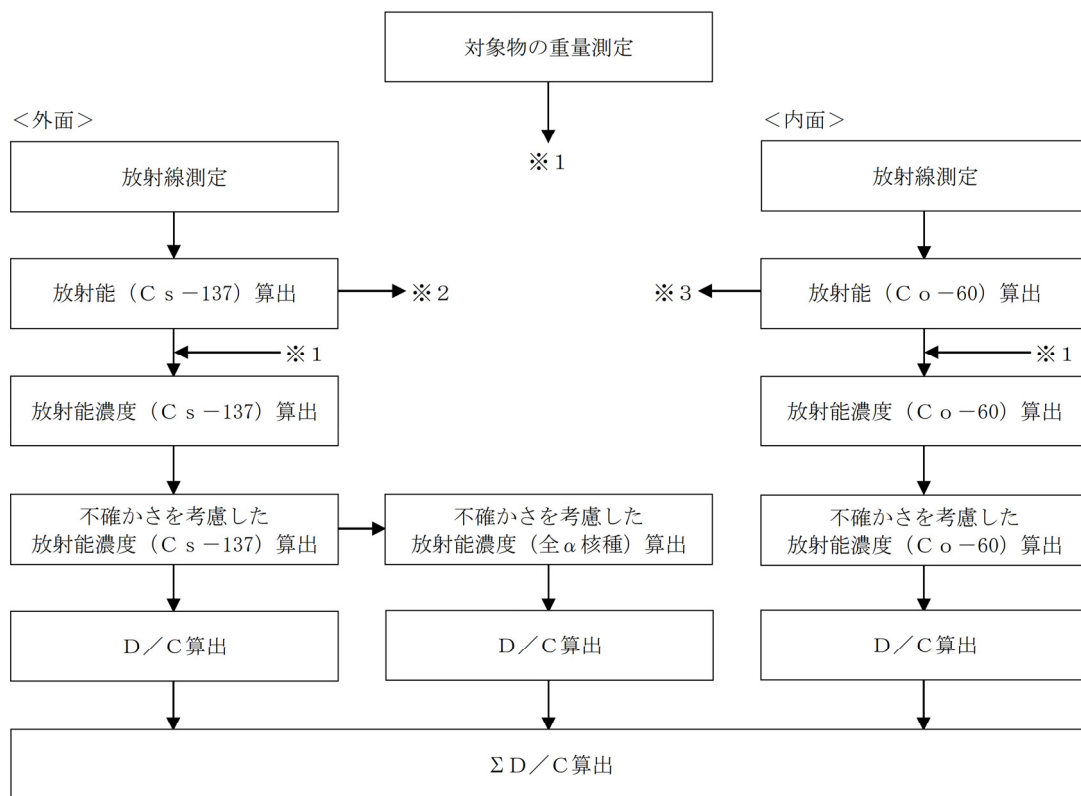 対象物の重量測定
＜外面＞
＜内面＞
※１
放射線測定
放射線測定
放射能（Ｃｓ－137）算出
※２
※３
放射能（Ｃｏ－60）算出
※１
※１
放射能濃度（Ｃｓ－137）算出
放射能濃度（Ｃｏ－60）算出
不確かさを考慮した
放射能濃度（Ｃｓ－137）算出
不確かさを考慮した
放射能濃度（全α核種）算出
不確かさを考慮した
放射能濃度（Ｃｏ－60）算出
Ｄ／Ｃ算出
Ｄ／Ｃ算出
Ｄ／Ｃ算出
ΣＤ／Ｃ算出